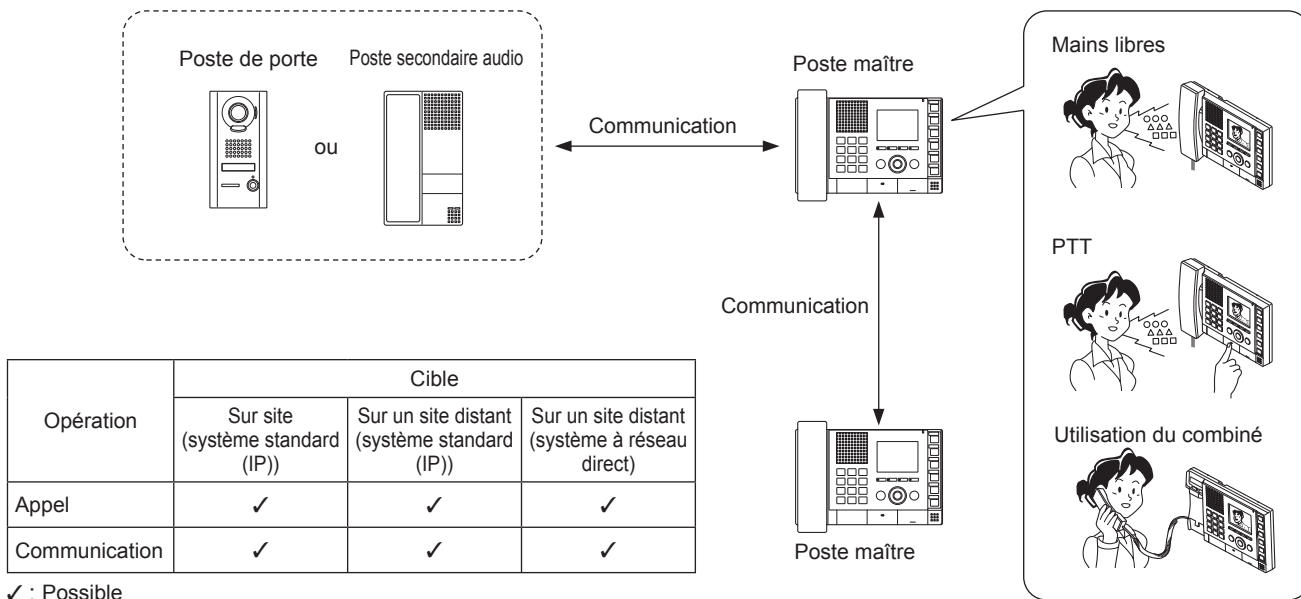 Poste de porte
Poste secondaire audio
ou
Communication
Poste maître
Communication
Poste maître
Mains libres
PTT
Utilisation du combiné
Opération
Cible
Sur site
(système standard
(IP))
Sur un site distant
(système standard
(IP))
Sur un site distant
(système à réseau
direct)
Appel ✓ ✓ ✓
Communication ✓ ✓ ✓
✓ : Possible